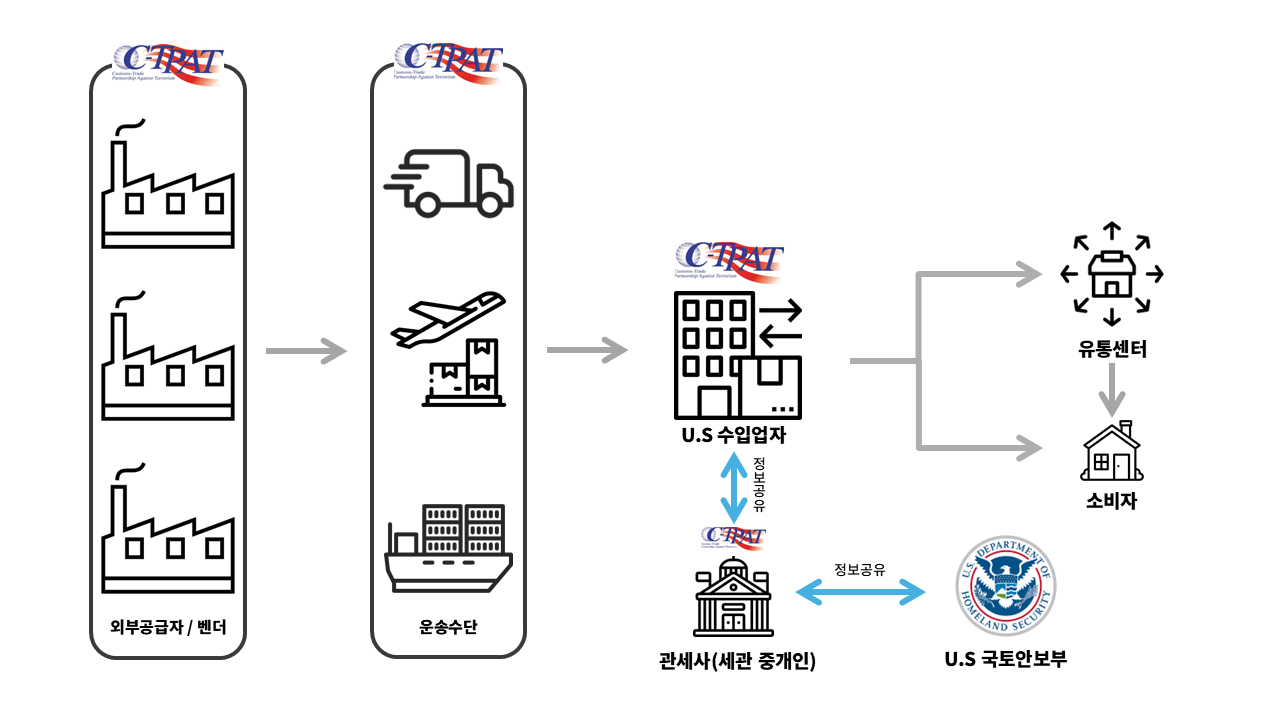 C-TPAT
Customs-Trade
Partnership Against Terrorism
C-TPAT
Customs-Trade
Partnership Against Terrorism
외부공급자 / 벤더
운송수단
C-TPAT
Customs-Trade
Partnership Against Terrorism
U.S 수입업자
정보공유
C-TPAT
관세사(세관 중개인)
정보공유
유통센터
소비자
U.S. DEPARTMENT OF
HOMELAND SECURITY
U.S 국토안보부